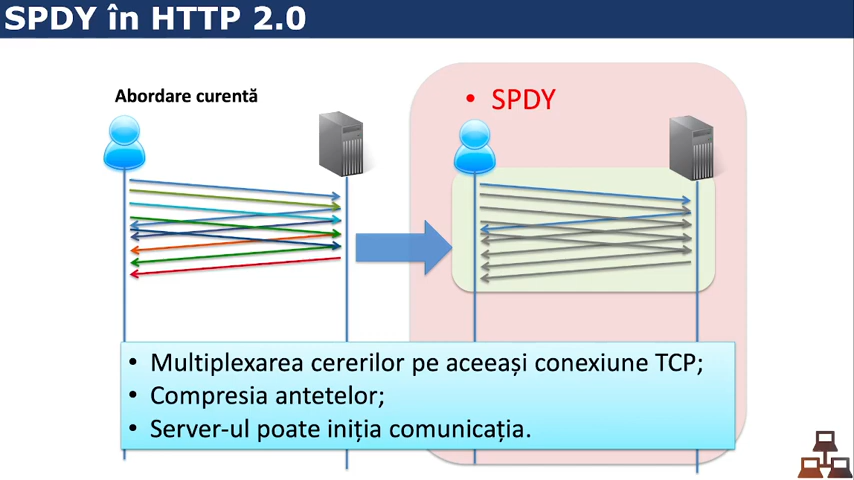 SPDY în HTTP 2.0
Abordare curentă
• SPDY
• Multiplexarea cererilor pe aceeași conexiune TCP;
• Compresia antetelor;
• Server-ul poate iniția comunicația.